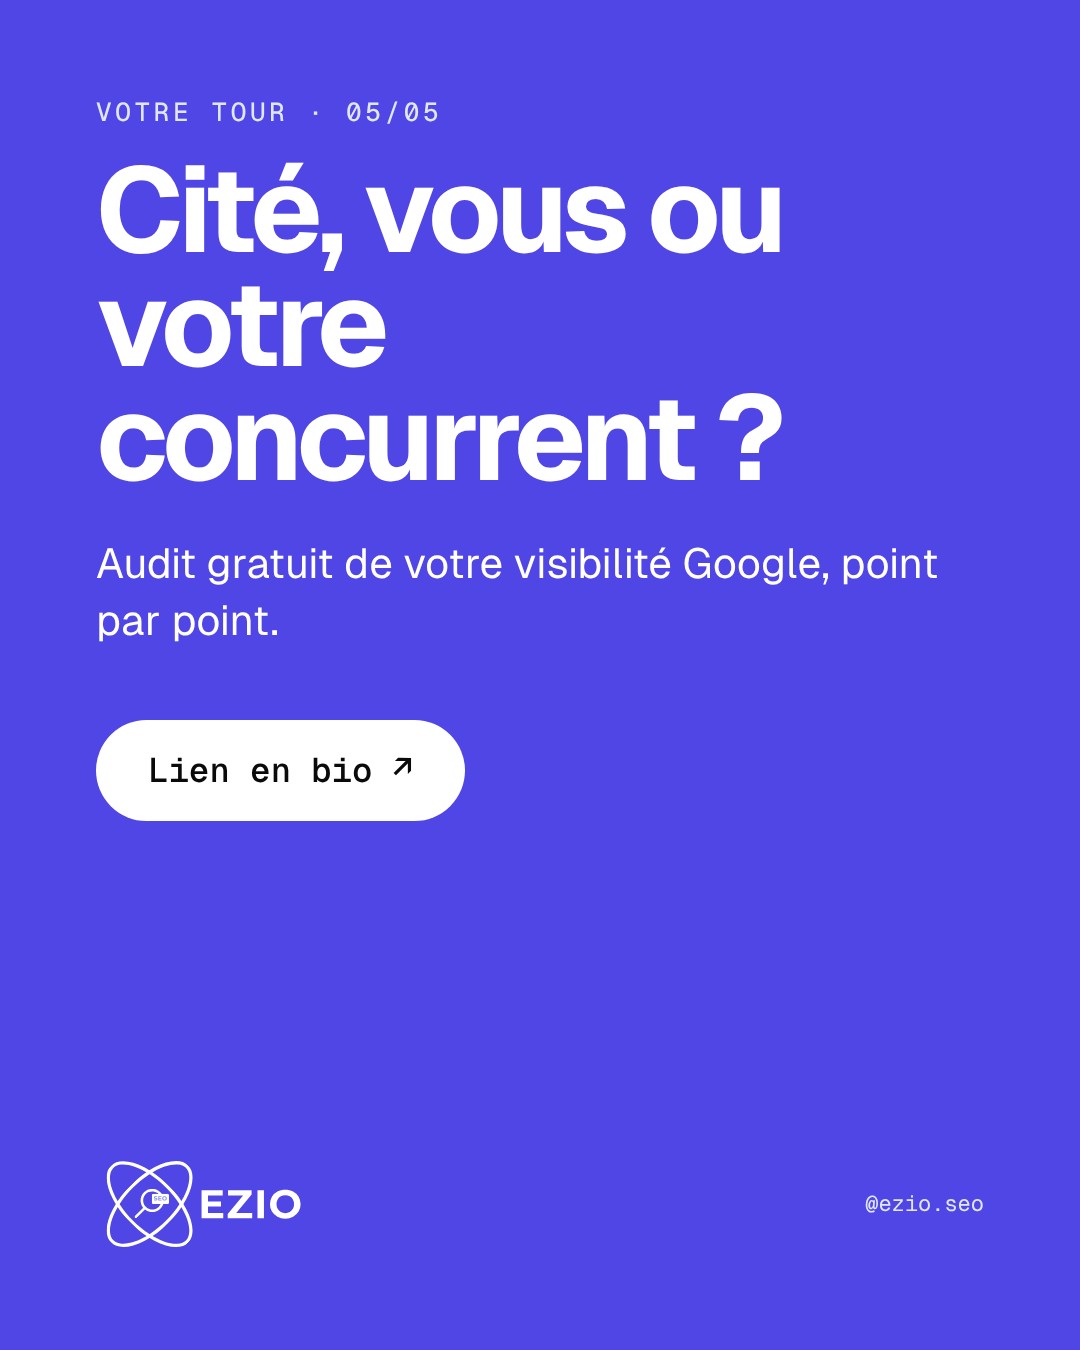 VOTRE TOUR · 05/05
Cité, vous ou
votre
concurrent ?
Audit gratuit de votre visibilité Google, point
par point.
Lien en bio ↗
SEO
EZIO
@ezio.seo